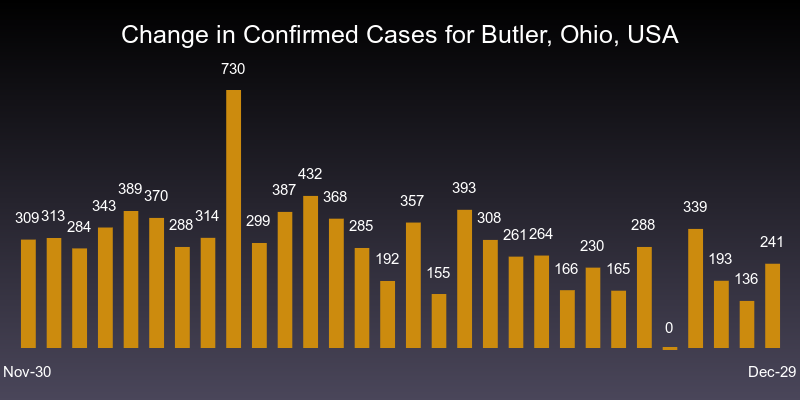 Change in Confirmed Cases for Butler, Ohio, USA
730
432
389 387 393
370 368
343 357 339
309 313 314 308
284 288 299 285 288
261 264
230 241
192 193
166 165
155
136
0
Nov-30 Dec-29